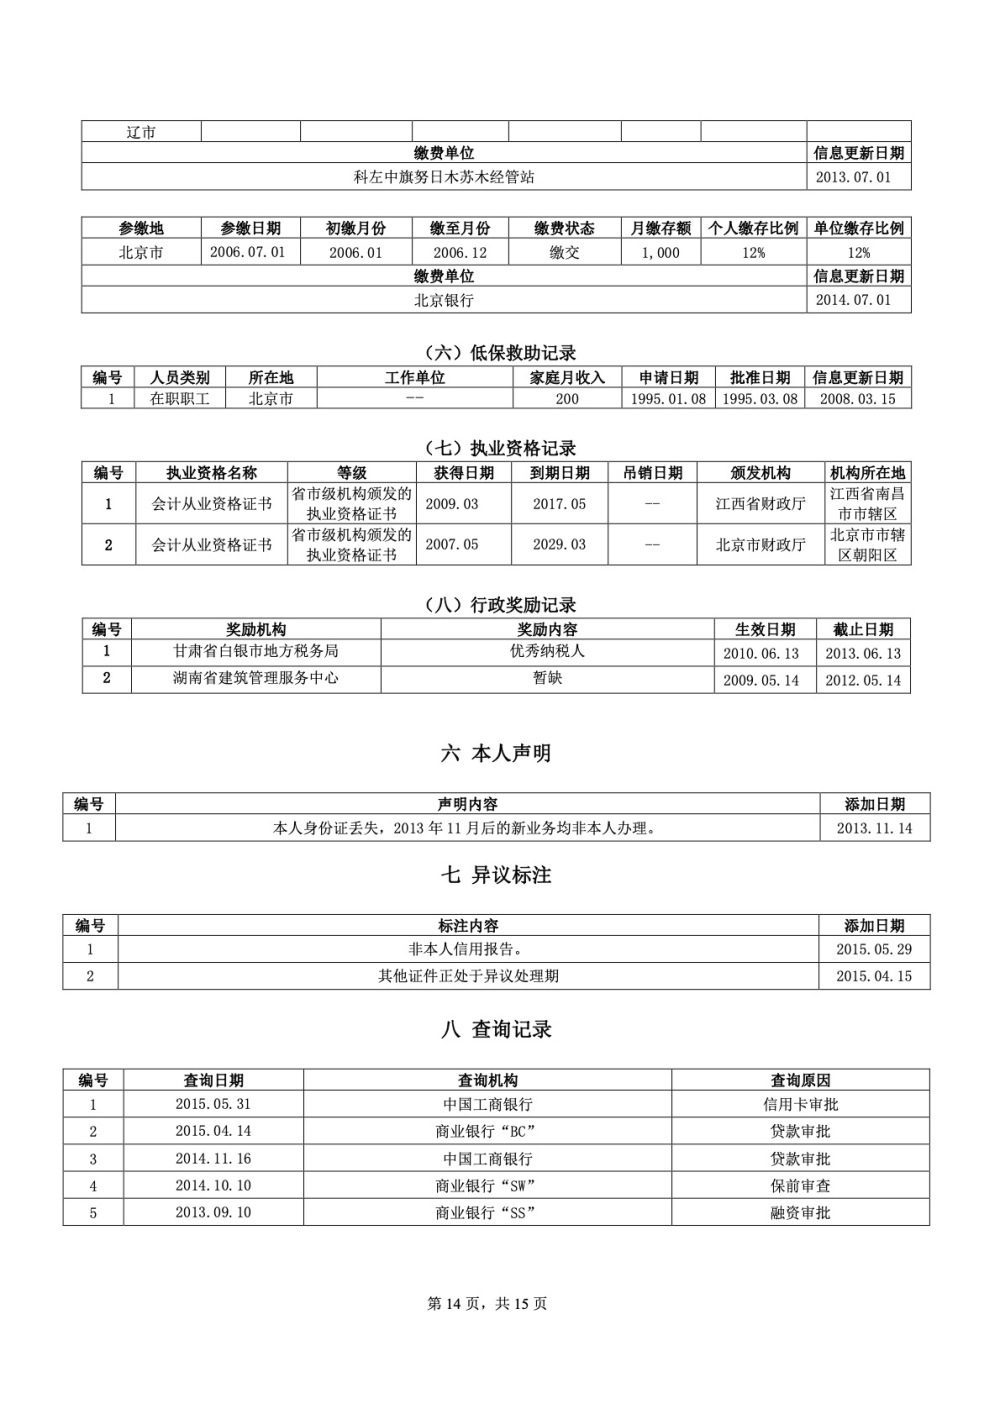 辽市
缴费单位 信息更新日期
科左中旗努日木苏木经管站 2013.07.01
参缴地 参缴日期 初缴月份 缴至月份 缴费状态 月缴存额 个人缴存比例 单位缴存比例
北京市 2006.07.01 2006.01 2006.12 缴交 1,000 12% 12%
缴费单位 信息更新日期
北京银行 2014.07.01
（六）低保救助记录
编号 人员类别 所在地 工作单位 家庭月收入 申请日期 批准日期 信息更新日期
1 在职职工 北京市 -- 200 1995.01.08 1995.03.08 2008.03.15
（七）执业资格记录
编号 执业资格名称 等级 获得日期 到期日期 吊销日期 颁发机构 机构所在地
1 会计从业资格证书 省市级机构颁发的执业资格证书 2009.03 2017.05 -- 江西省财政厅 江西省南昌市市辖区
2 会计从业资格证书 省市级机构颁发的执业资格证书 2007.05 2029.03 -- 北京市财政厅 北京市市辖区朝阳区
（八）行政奖励记录
编号 奖励机构 奖励内容 生效日期 截止日期
1 甘肃省白银市地方税务局 优秀纳税人 2010.06.13 2013.06.13
2 湖南省建筑管理服务中心 暂缺 2009.05.14 2012.05.14
六 本人声明
编号 声明内容 添加日期
1 本人身份证丢失，2013 年 11 月后的新业务均非本人办理。 2013.11.14
七 异议标注
编号 标注内容 添加日期
1 非本人信用报告。 2015.05.29
2 其他证件正处于异议处理期 2015.04.15
八 查询记录
编号 查询日期 查询机构 查询原因
1 2015.05.31 中国工商银行 信用卡审批
2 2015.04.14 商业银行“BC” 贷款审批
3 2014.11.16 中国工商银行 贷款审批
4 2014.10.10 商业银行“SW” 保前审查
5 2013.09.10 商业银行“SS” 融资审批
第 14 页，共 15 页